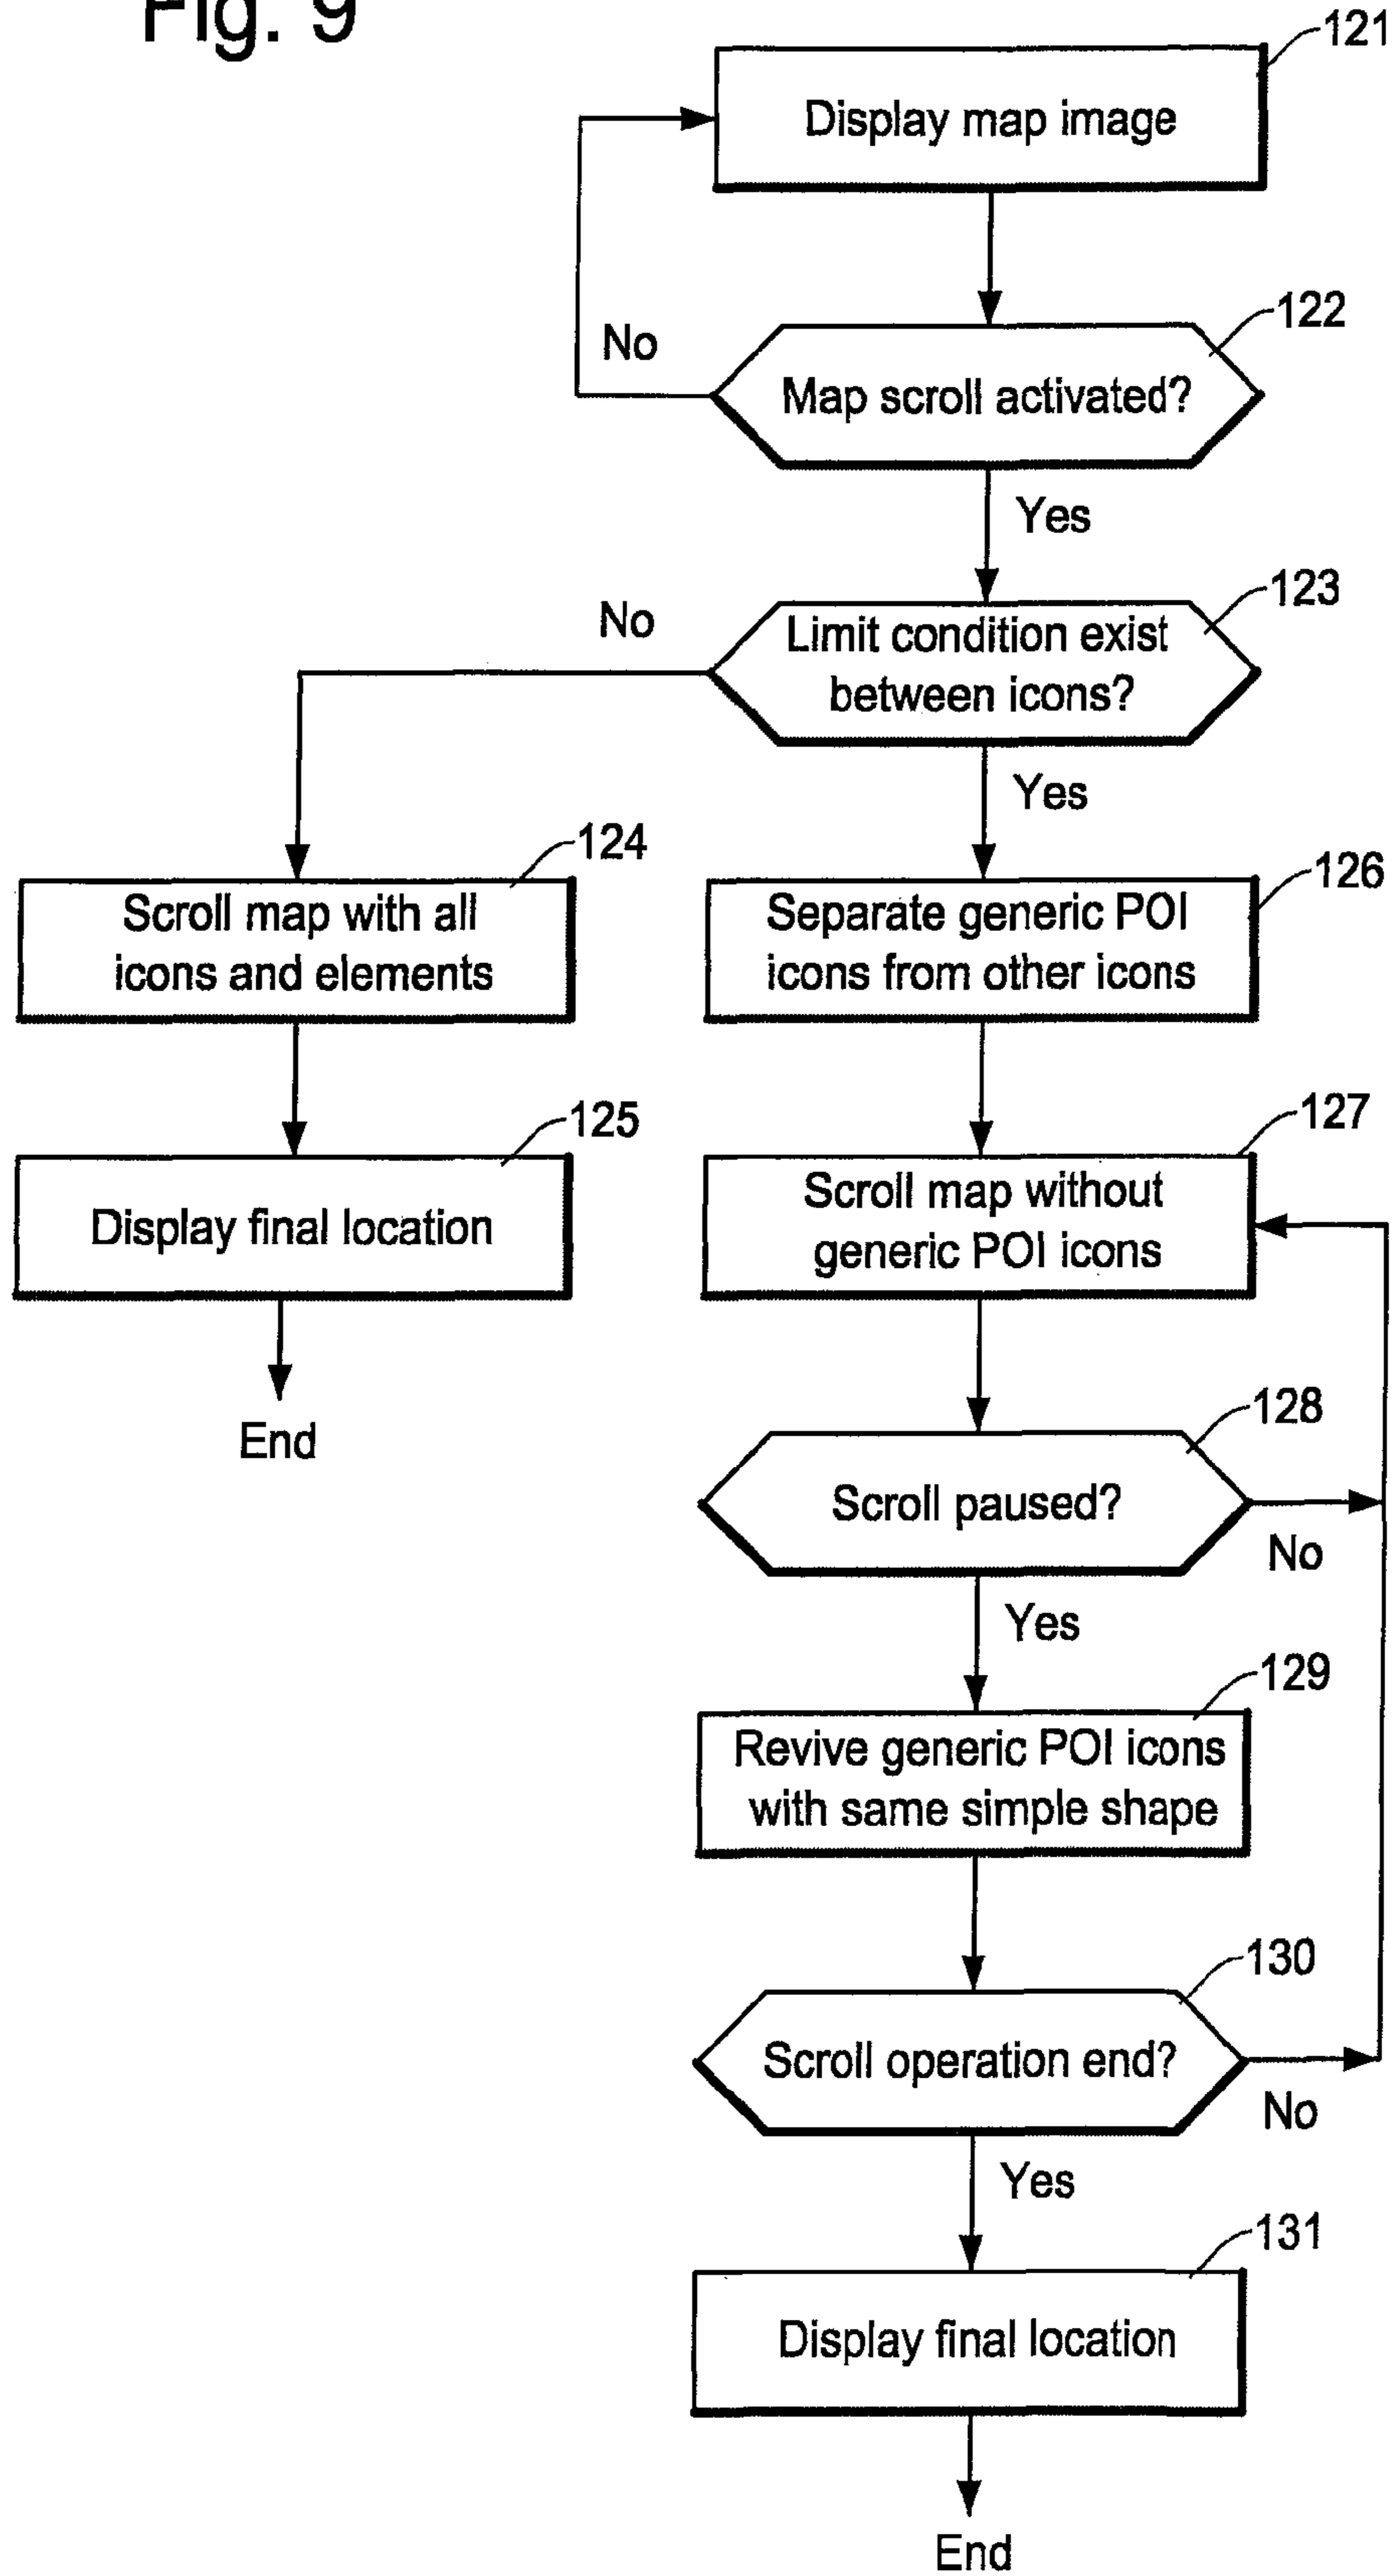 Fig. 9
121
Display map image
122
No
Map scroll activated?
Yes
123
No
Limit condition exist
between icons?
Yes
124
Scroll map with all
icons and elements
126
Separate generic POI
icons from other icons
125
Display final location
End
127
Scroll map without
generic POI icons
128
Scroll paused?
No
Yes
129
Revive generic POI icons
with same simple shape
130
Scroll operation end?
No
Yes
131
Display final location
End